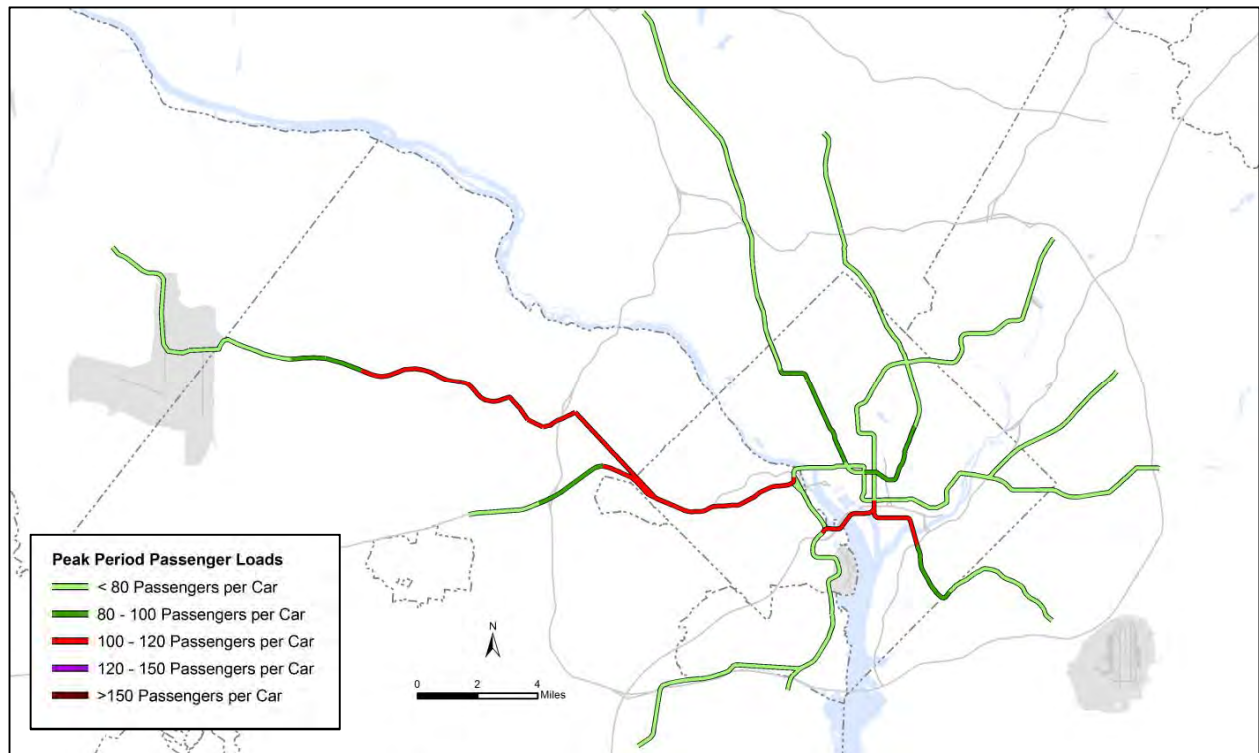 Peak Period Passenger Loads
< 80 Passengers per Car
80 - 100 Passengers per Car
100 - 120 Passengers per Car
120 - 150 Passengers per Car
>150 Passengers per Car
N
0 2 4
Miles